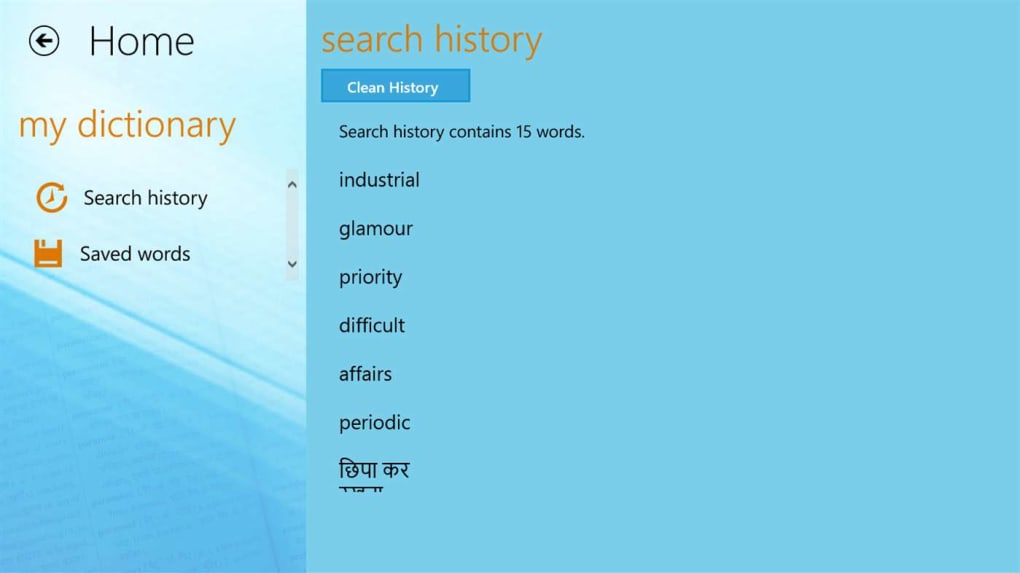 Home
my dictionary
Search history
Saved words
search history
Clean History
Search history contains 15 words.
industrial
glamour
priority
difficult
affairs
periodic
छिपा कर